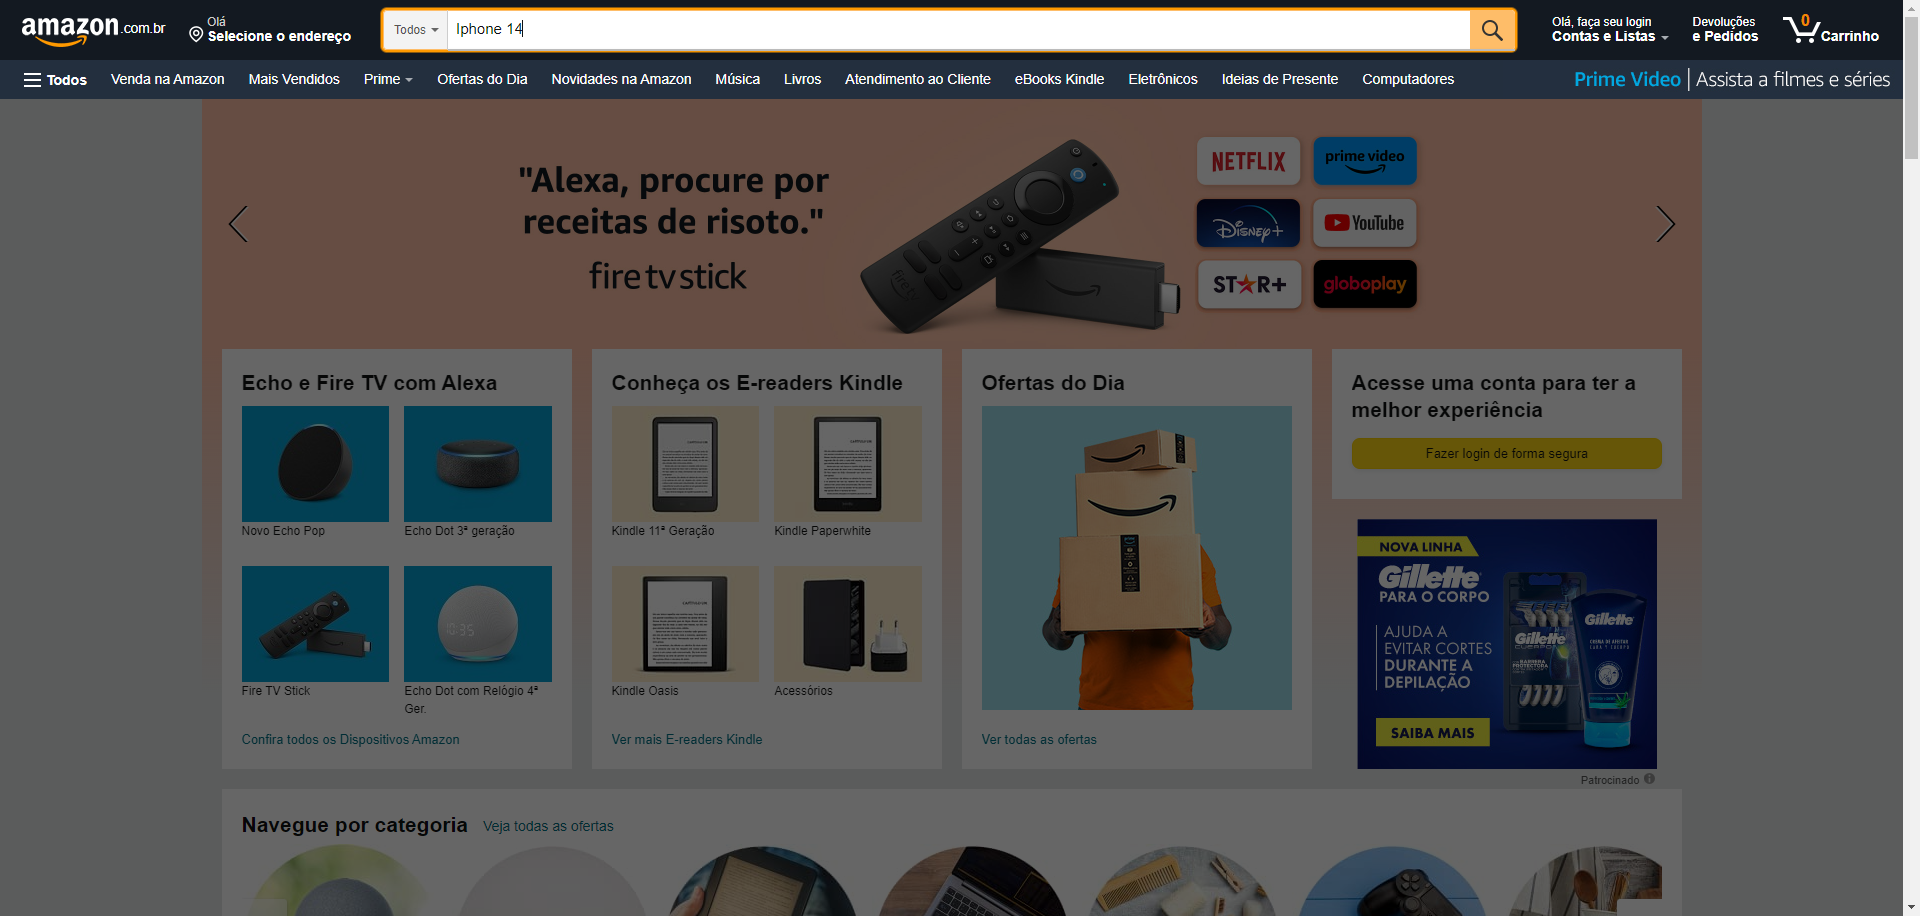 amazon.com.br
Olá
Selecione o endereço
Todos
Iphone 14
Olá, faça seu login
Contas e Listas
Devoluções
e Pedidos
0
Carrinho
Todos
Venda na Amazon
Mais Vendidos
Prime
Ofertas do Dia
Novidades na Amazon
Música
Livros
Atendimento ao Cliente
eBooks Kindle
Eletrônicos
Ideias de Presente
Computadores
Prime Video | Assista a filmes e séries
"Alexa, procure por
receitas de risoto."
fire tv stick
fire tv
NETFLIX
prime video
Disney+
YouTube
ST★R+
globoplay
Echo e Fire TV com Alexa
Novo Echo Pop
Echo Dot 3ª geração
10:35
Fire TV Stick
Echo Dot com Relógio 4ª
Ger.
Confira todos os Dispositivos Amazon
Conheça os E-readers Kindle
Kindle 11ª Geração
Kindle Paperwhite
Kindle Oasis
Acessórios
Ver mais E-readers Kindle
Ofertas do Dia
Ver todas as ofertas
Acesse uma conta para ter a
melhor experiência
Fazer login de forma segura
NOVA LINHA
Gillette
PARA O CORPO
AJUDA A
EVITAR CORTES
DURANTE A
DEPILAÇÃO
SAIBA MAIS
Gillette
Gillette
Patrocinado
Navegue por categoria
Veja todas as ofertas